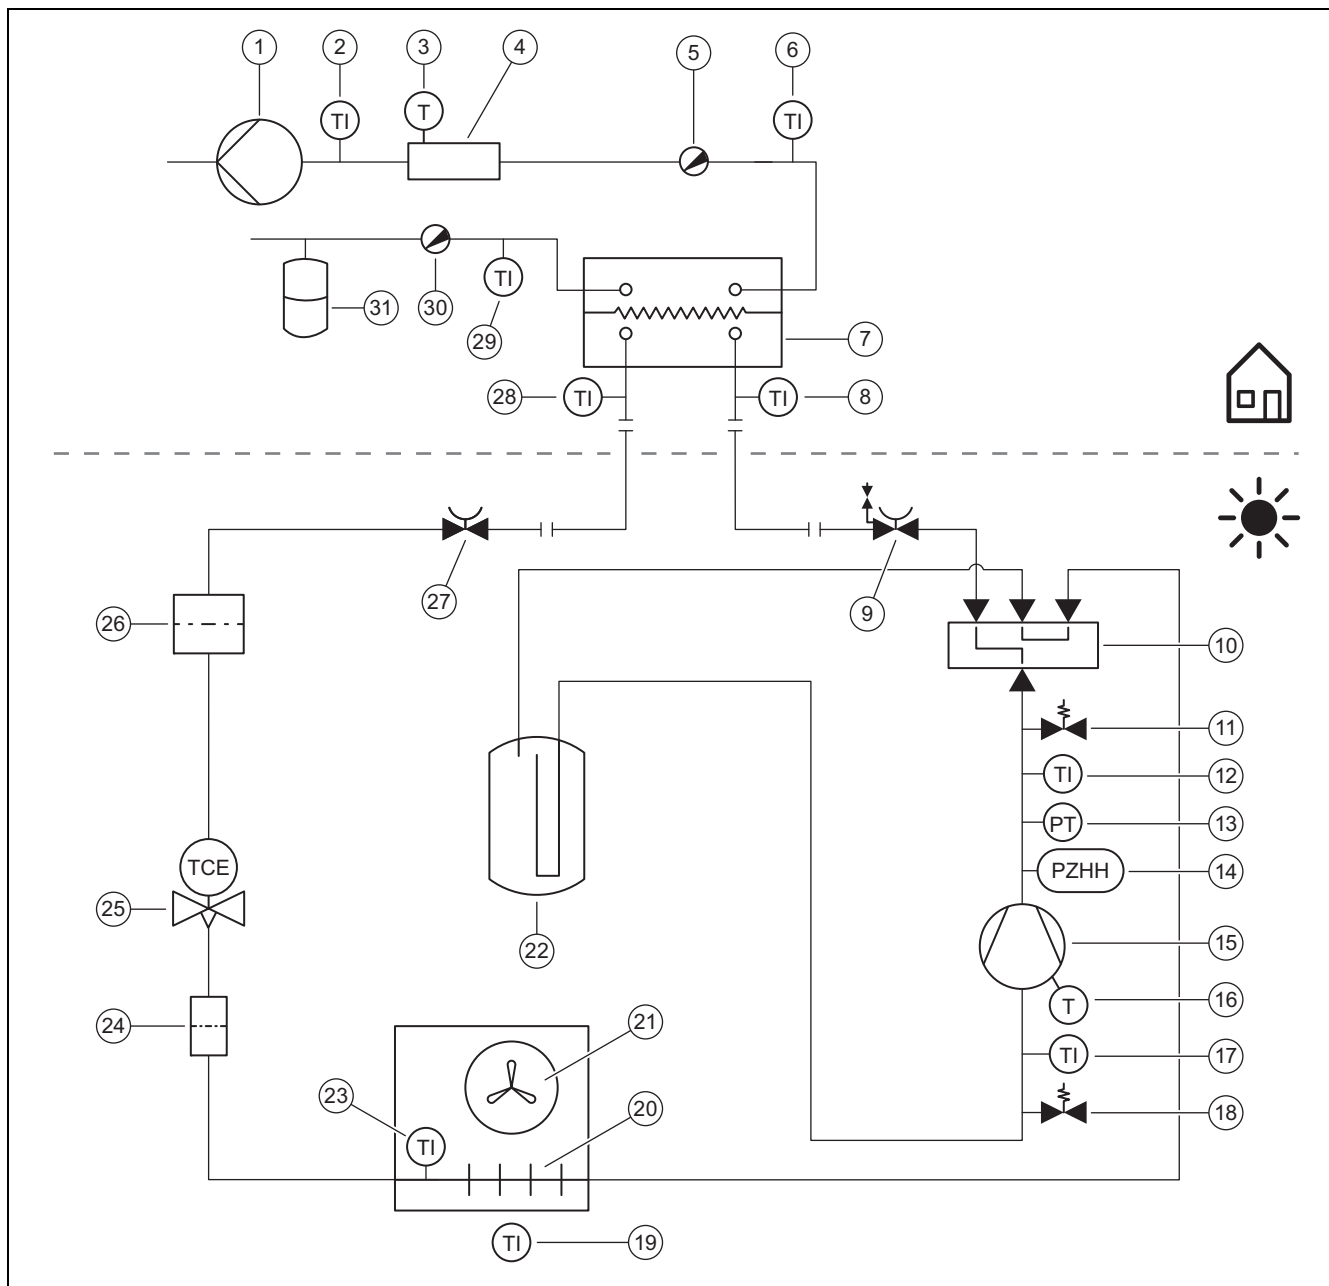 1 2 3 4 5 6
TI T TI
31 30 TI
29
7
28 TI TI 8
27 9
26 10
11
TI 12
PT 13
TCE PZHH 14
25
22 15
T 16
24 21
TI 17
23 20 18
TI
TI 19